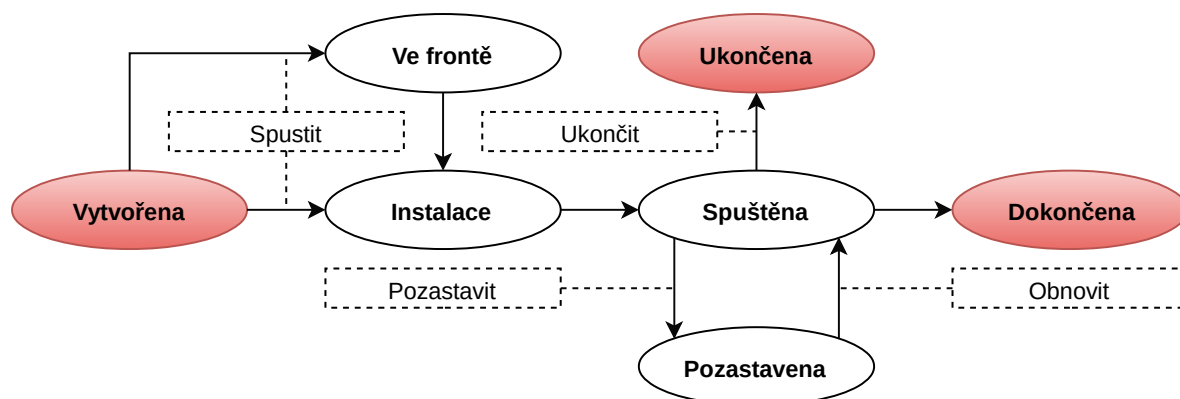 Ve frontě
Ukončena
Spustit
Ukončit
Vytvořena
Instalace
Spuštěna
Dokončena
Pozastavit
Obnovit
Pozastavena